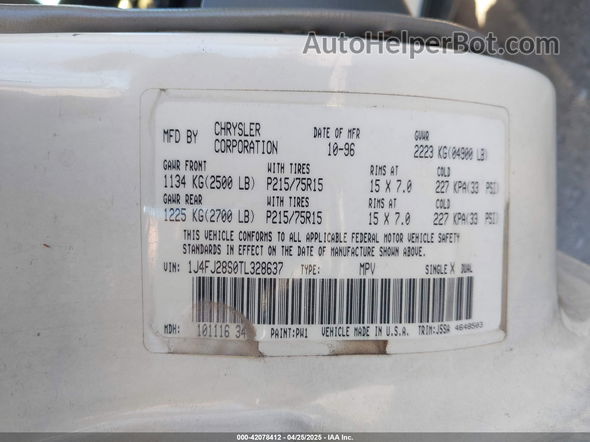 AutoHelperBot.com
MFD BY CHRYSLER CORPORATION DATE OF MFR 10-96 GVWR 2223 KG(04900 LB)
GAWR FRONT WITH TIRES RIMS AT COLD
1134 KG(2500 LB) P215/75R15 15 X 7.0 227 KPA(33 PSI)
GAWR REAR WITH TIRES RIMS AT COLD
1225 KG(2700 LB) P215/75R15 15 X 7.0 227 KPA(33 PSI)
THIS VEHICLE CONFORMS TO ALL APPLICABLE FEDERAL MOTOR VEHICLE SAFETY
STANDARDS IN EFFECT ON THE DATE OF MANUFACTURE SHOWN ABOVE.
VIN: 1J4FJ28S0TL328637 TYPE: MPV SINGLE X DUAL
MDH: 101116 34 PAINT:PW1 VEHICLE MADE IN U.S.A. TRIM:JSSA 4648503
000-42078412 - 04/25/2025 - IAA Inc.